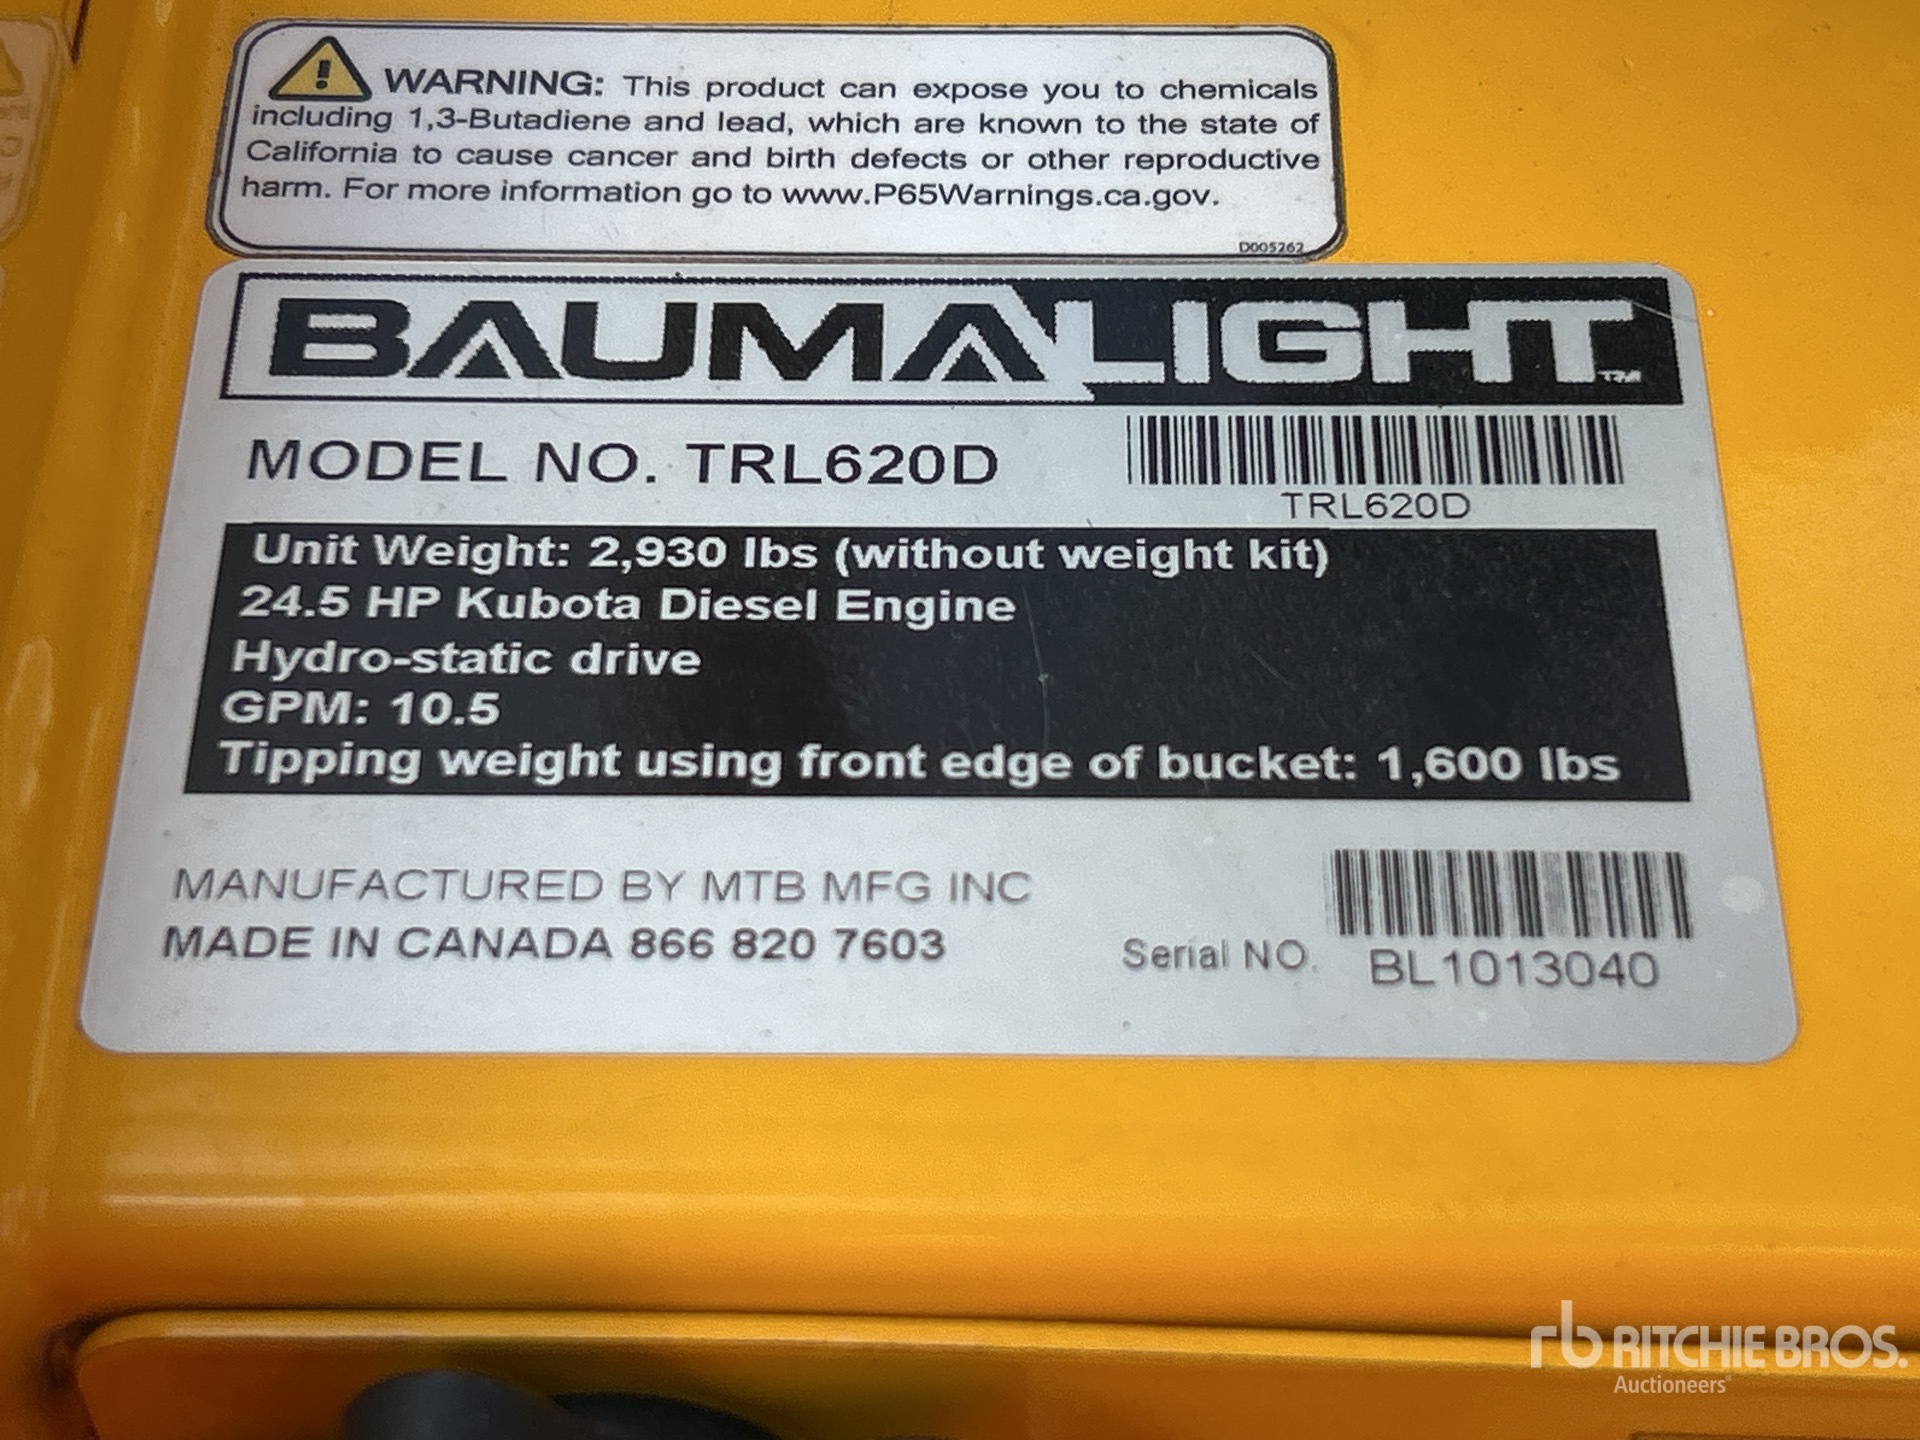 WARNING: This product can expose you to chemicals
including 1,3-Butadiene and lead, which are known to the state of
California to cause cancer and birth defects or other reproductive
harm. For more information go to www.P65Warnings.ca.gov.
D005262
BAUMALIGHT TM
MODEL NO. TRL620D
TRL620D
Unit Weight: 2,930 lbs (without weight kit)
24.5 HP Kubota Diesel Engine
Hydro-static drive
GPM: 10.5
Tipping weight using front edge of bucket: 1,600 lbs
MANUFACTURED BY MTB MFG INC
MADE IN CANADA 866 820 7603
Serial NO. BL1013040
rb RITCHIE BROS.
Auctioneers